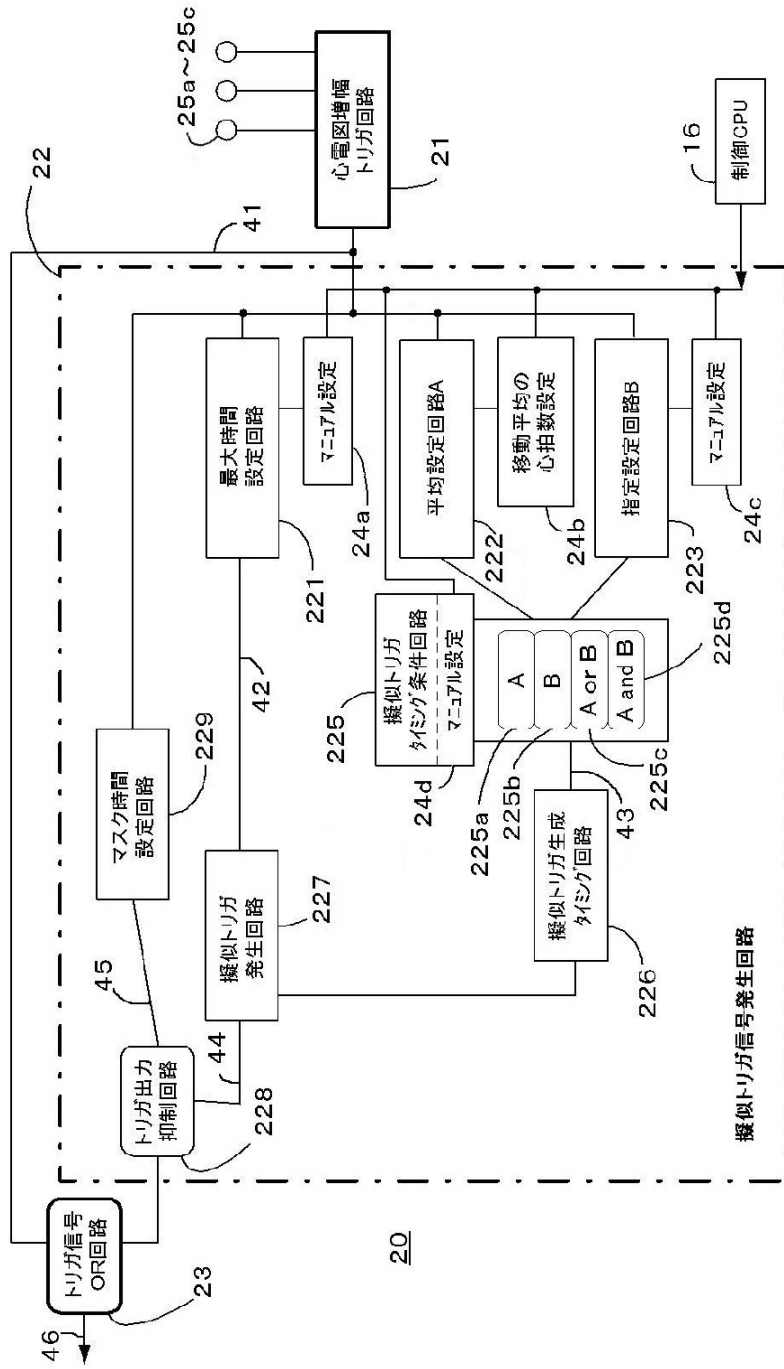 25a～25c
心電図増幅
トリガ回路
21
22
41
16
制御CPU
最大時間
設定回路
221
マニュアル設定
24a
平均設定回路A
222
移動平均の
心拍数設定
24b
指定設定回路B
223
マニュアル設定
24c
マスク時間
設定回路
229
42
擬似トリガ
タイミング条件回路
マニュアル設定
225
24d
A
B
A or B
A and B
225a
225b
225c
225d
43
擬似トリガ
発生回路
227
擬似トリガ生成
タイミング回路
226
45
44
トリガ出力
抑制回路
228
擬似トリガ信号発生回路
トリガ信号
OR回路
23
46
20